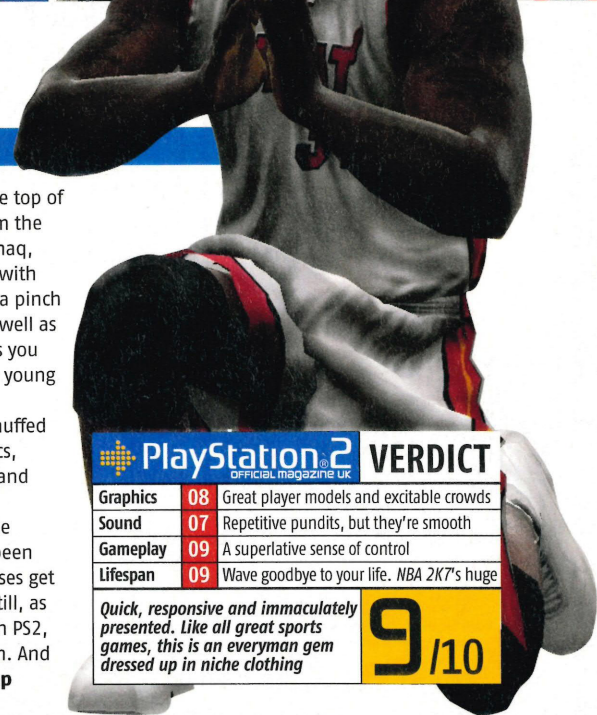 e top of
n the
haq,
with
a pinch
well as
s you
young
nuffed
cs,
and
e
been
ses get
till, as
n PS2,
n. And
p
PlayStation®2 VERDICT
OFFICIAL MAGAZINE UK
Graphics 08 Great player models and excitable crowds
Sound 07 Repetitive pundits, but they're smooth
Gameplay 09 A superlative sense of control
Lifespan 09 Wave goodbye to your life. NBA 2K7's huge
Quick, responsive and immaculately
presented. Like all great sports
games, this is an everyman gem
dressed up in niche clothing
9/10